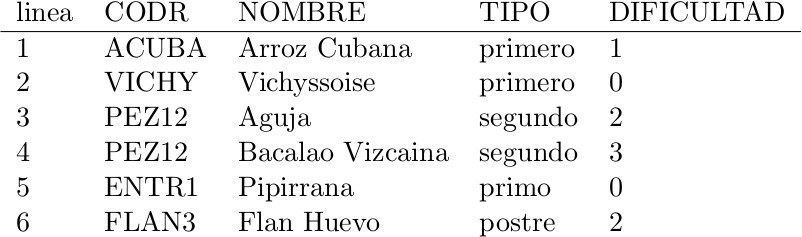 linea CODR NOMBRE TIPO DIFICULTAD
1 ACUBA Arroz Cubana primero 1
2 VICHY Vichyssoise primero 0
3 PEZ12 Aguja segundo 2
4 PEZ12 Bacalao Vizcaina segundo 3
5 ENTR1 Pipirrana primo 0
6 FLAN3 Flan Huevo postre 2